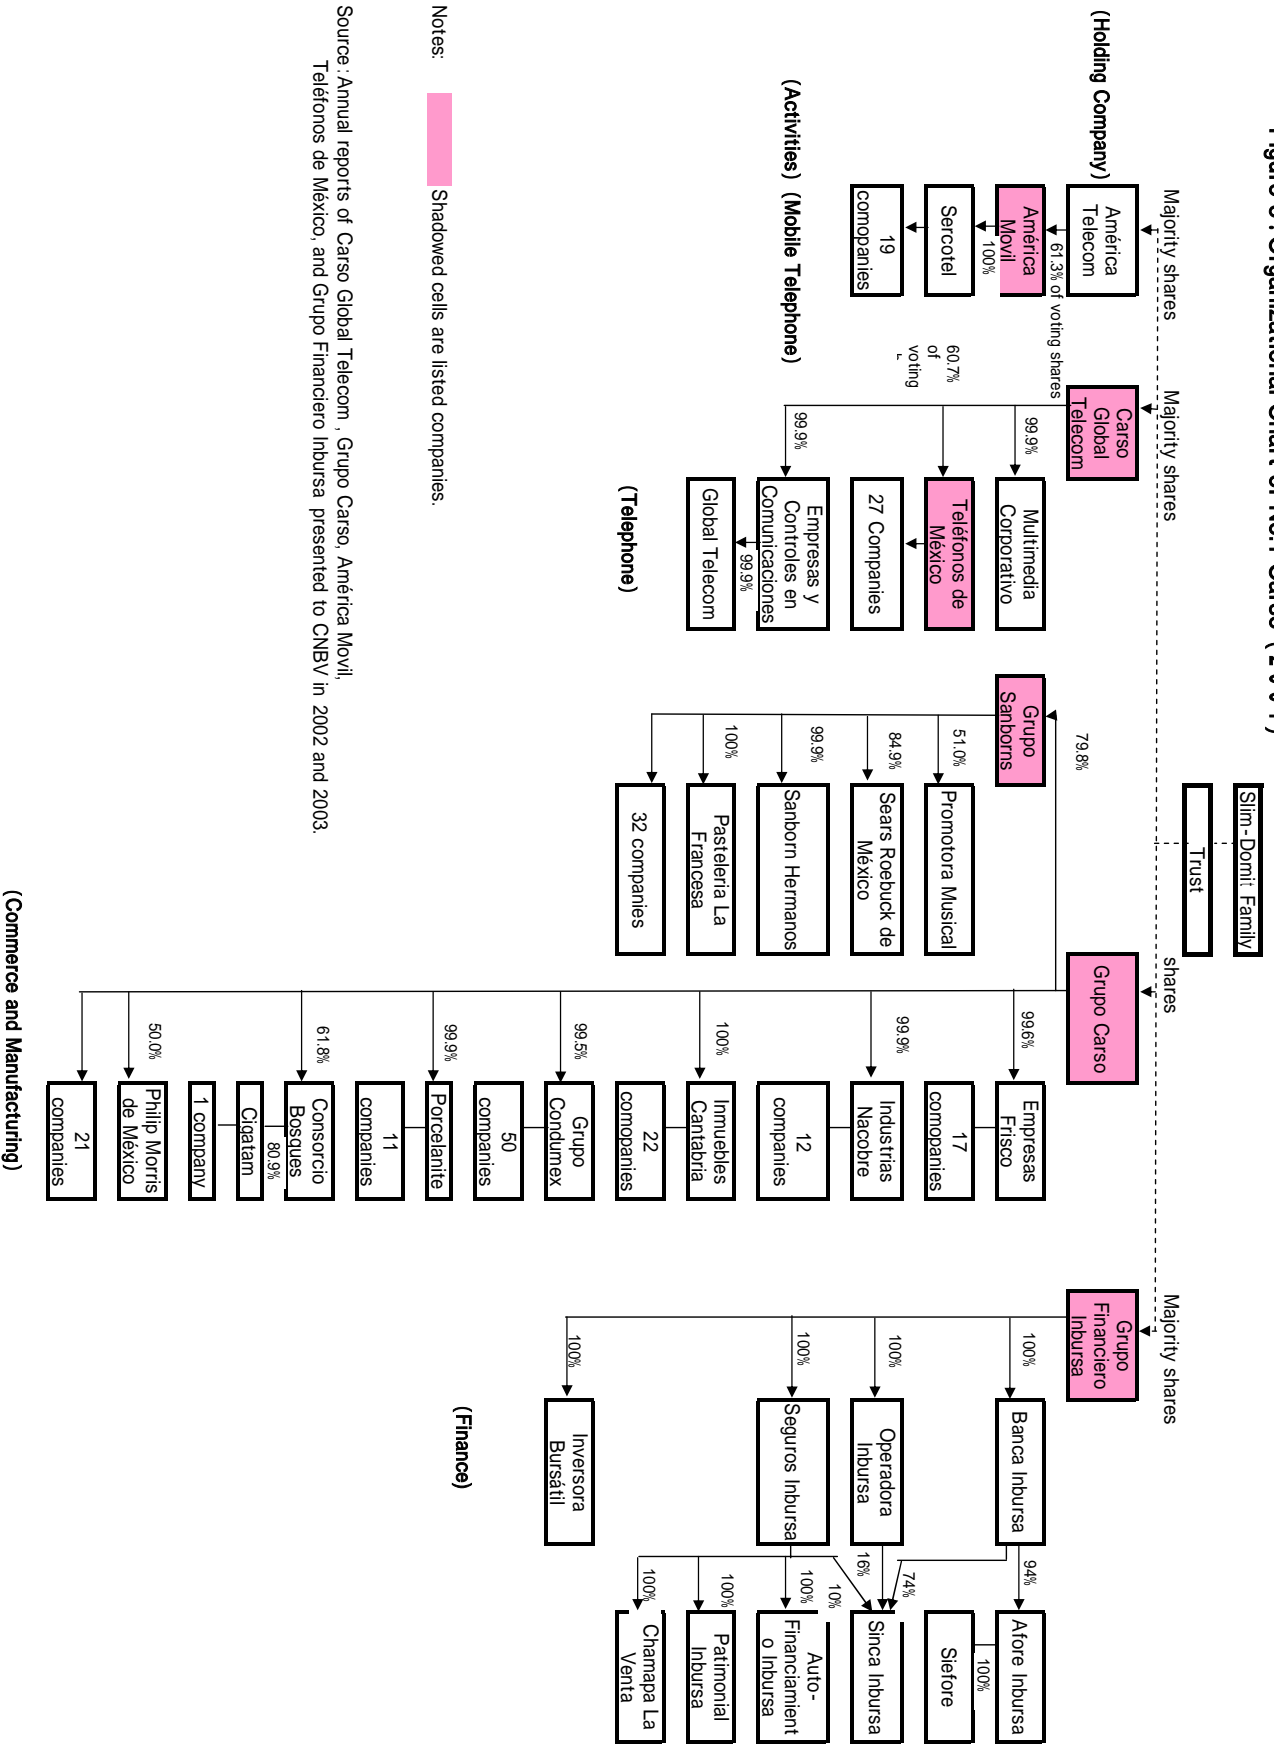 Organizational Chart of
Slim-Domit Family
Trust
Majority shares
Majority shares
shares
Majority shares
(Holding Company)
América
Telecom
Carso
Global
Telecom
Grupo Carso
Grupo
Financiero
Inbursa
61.3% of voting shares
79.8%
América
Movil
100%
Sercotel
19
comopanies
99.9%
Multimedia
Corporativo
60.7%
of
voting
Teléfonos de
México
27 Companies
99.9%
Empresas y
Controles en
Comunicaciones
99.9%
Global Telecom
Grupo
Sanborns
51.0%
Promotora Musical
84.9%
Sears Roebuck de
México
99.9%
Sanborn Hermanos
100%
Pasteleria La
Francesa
32 companies
99.6%
Empresas
Frisco
17
comopanies
99.9%
Industrias
Nacobre
12
companies
100%
Inmuebles
Cantabria
22
comopanies
99.5%
Grupo
Condumex
50
companies
99.9%
Porcelanite
11
companies
61.8%
Consorcio
Bosques
80.9%
Cigatam
1 company
50.0%
Philip Morris
de México
21
companies
100%
Banca Inbursa
94%
Afore Inbursa
100%
Siefore
100%
Operadora
Inbursa
74%
16%
10%
Sinca Inbursa
100%
Seguros Inbursa
100%
Auto-
Financiamient
o Inbursa
100%
Patimonial
Inbursa
100%
Chamapa La
Venta
100%
Inversora
Bursátil
(Activities)
(Mobile Telephone)
(Telephone)
(Commerce and Manufacturing)
(Finance)
Notes:
Shadowed cells are listed companies.
Source : Annual reports of Carso Global Telecom , Grupo Carso, América Movil,
Teléfonos de México, and Grupo Financiero Inbursa presented to CNBV in 2002 and 2003.